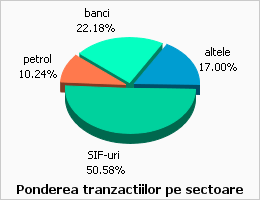 banci
22.18%
petrol
10.24%
altele
17.00%
SIF-uri
50.58%
Ponderea tranzactiilor pe sectoare